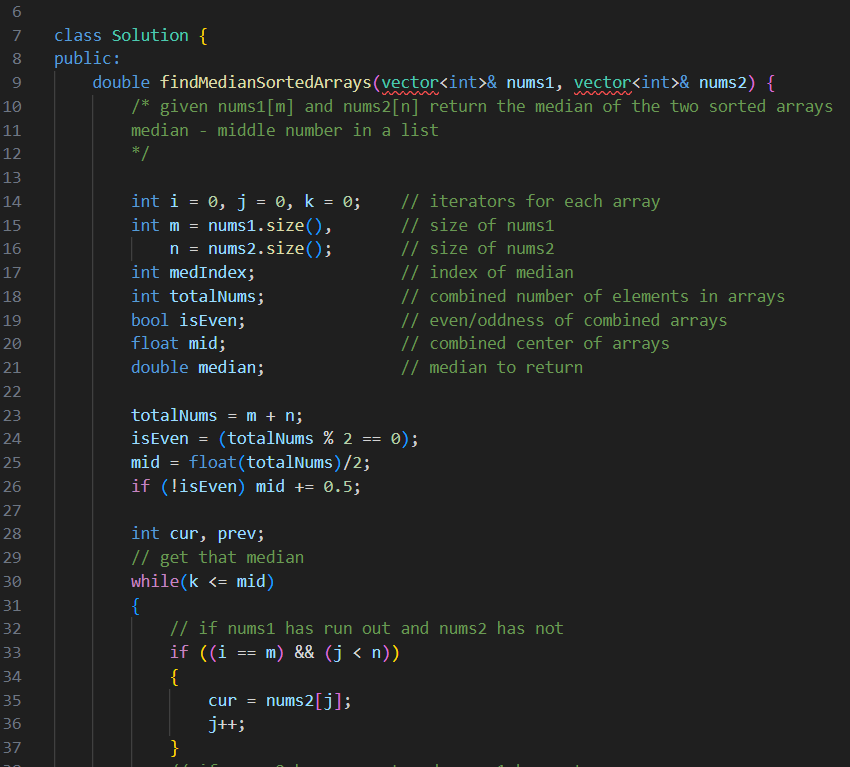 6
7 class Solution {
8 public:
9 double findMedianSortedArrays(vector<int>& nums1, vector<int>& nums2) {
10 /* given nums1[m] and nums2[n] return the median of the two sorted arrays
11 median - middle number in a list
12 */
13
14 int i = 0, j = 0, k = 0; // iterators for each array
15 int m = nums1.size(), // size of nums1
16 n = nums2.size(); // size of nums2
17 int medIndex; // index of median
18 int totalNums; // combined number of elements in arrays
19 bool isEven; // even/oddness of combined arrays
20 float mid; // combined center of arrays
21 double median; // median to return
22
23 totalNums = m + n;
24 isEven = (totalNums % 2 == 0);
25 mid = float(totalNums)/2;
26 if (!isEven) mid += 0.5;
27
28 int cur, prev;
29 // get that median
30 while(k <= mid)
31 {
32 // if nums1 has run out and nums2 has not
33 if ((i == m) && (j < n))
34 {
35 cur = nums2[j];
36 j++;
37 }